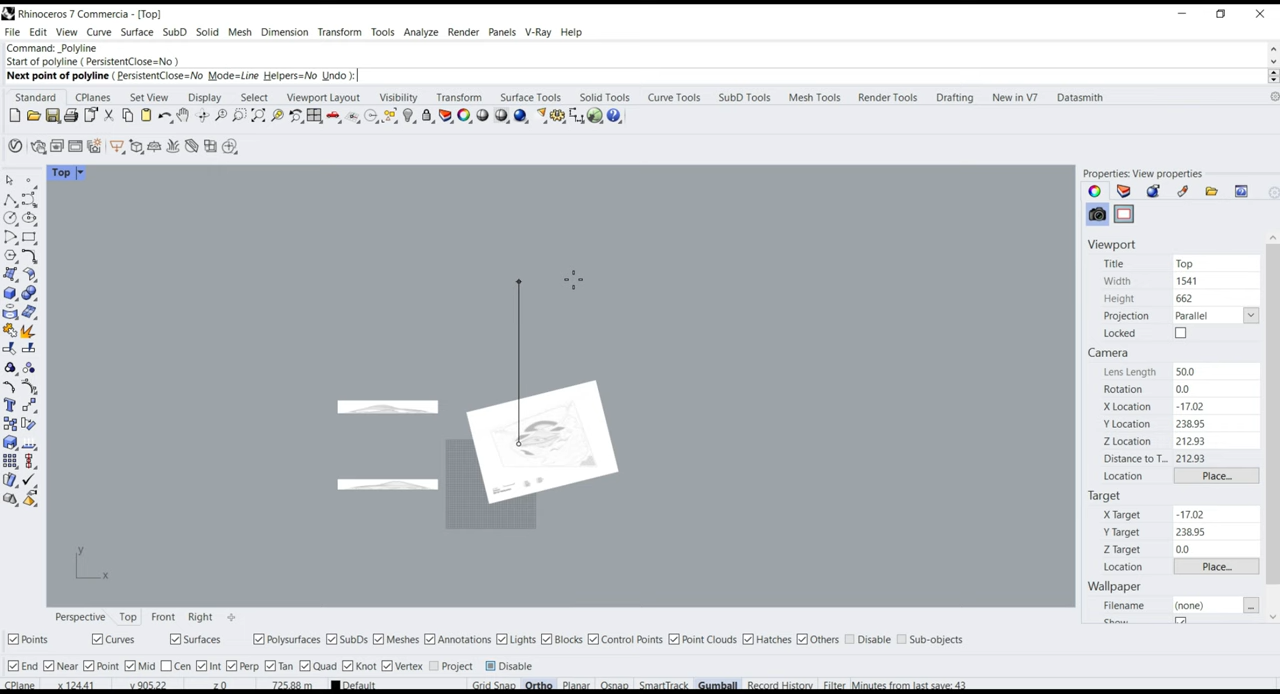 Rhinoceros 7 Commercia - [Top]
File Edit View Curve Surface SubD Solid Mesh Dimension Transform Tools Analyze Render Panels V-Ray Help
Command: _Polyline
Start of polyline ( PersistentClose=No )
Next point of polyline ( PersistentClose=No Mode=Line Helpers=No Undo ):
Standard CPlanes Set View Display Select Viewport Layout Visibility Transform Surface Tools Solid Tools Curve Tools SubD Tools Mesh Tools Render Tools Drafting New in V7 Datasmith
Top
Properties: View properties
Viewport
Title Top
Width 1541
Height 662
Projection Parallel
Locked
Camera
Lens Length 50.0
Rotation 0.0
X Location -17.02
Y Location 238.95
Z Location 212.93
Distance to T... 212.93
Location Place...
Target
X Target -17.02
Y Target 238.95
Z Target 0.0
Location Place...
Wallpaper
Filename (none) ...
Show
y
x
Perspective Top Front Right
Points Curves Surfaces Polysurfaces SubDs Meshes Annotations Lights Blocks Control Points Point Clouds Hatches Others Disable Sub-objects
End Near Point Mid Cen Int Perp Tan Quad Knot Vertex Project Disable
CPlane x 124.41 y 905.22 z 0 725.88 m Default Grid Snap Ortho Planar Osnap SmartTrack Gumball Record History Filter Minutes from last save: 43